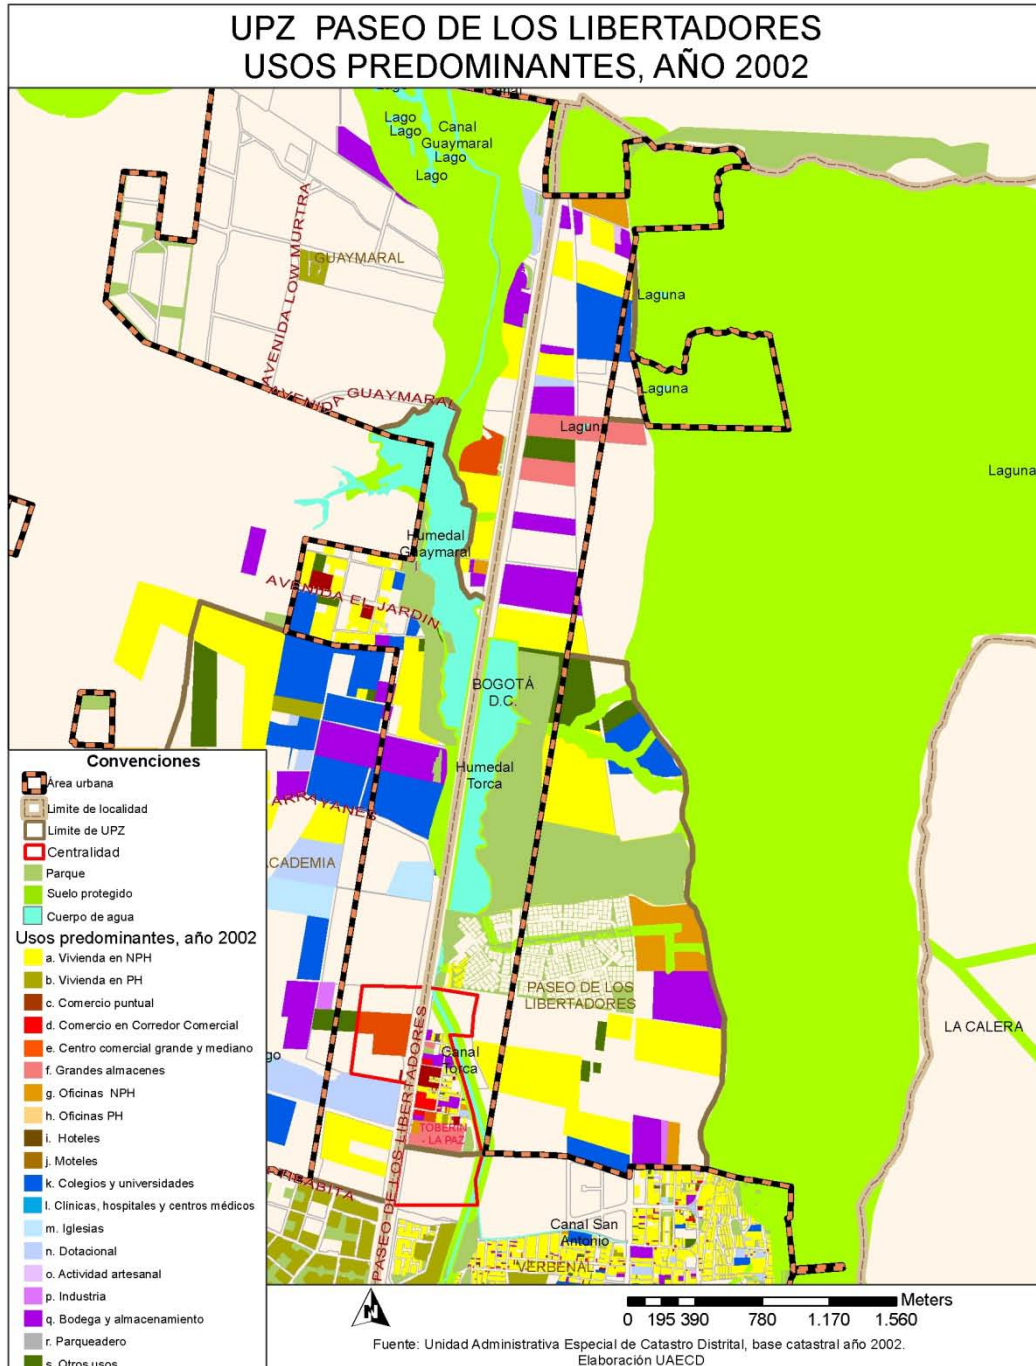 UPZ PASEO DE LOS LIBERTADORES
USOS PREDOMINANTES, AÑO 2002
Lago
Lago
Canal
Guaymaral
Lago
Lago
AVENIDA LOW MURTRA
GUAYMARAL
AVENIDA GUAYMARAL
Laguna
Laguna
Lagun
Laguna
Humedal
Guaymaral
AVENIDA EL JARDIN
BOGOTÁ
D.C.
Humedal
Torca
ARRAYANES
ACADEMIA
PASEO DE LOS
LIBERTADORES
LA CALERA
go
Canal
Torca
PASEO DE LOS LIBERTADORES
TOBERIN
- LA PAZ
Canal San
Antonio
VERBENAL
Convenciones
Área urbana
Limite de localidad
Límite de UPZ
Centralidad
Parque
Suelo protegido
Cuerpo de agua
Usos predominantes, año 2002
a. Vivienda en NPH
b. Vivienda en PH
c. Comercio puntual
d. Comercio en Corredor Comercial
e. Centro comercial grande y mediano
f. Grandes almacenes
g. Oficinas NPH
h. Oficinas PH
i. Hoteles
j. Moteles
k. Colegios y universidades
l. Clínicas, hospitales y centros médicos
m. Iglesias
n. Dotacional
o. Actividad artesanal
p. Industria
q. Bodega y almacenamiento
r. Parqueadero
s. Otros usos
N
Meters
0 195 390 780 1.170 1.560
Fuente: Unidad Administrativa Especial de Catastro Distrital, base catastral año 2002.
Elaboración UAECD